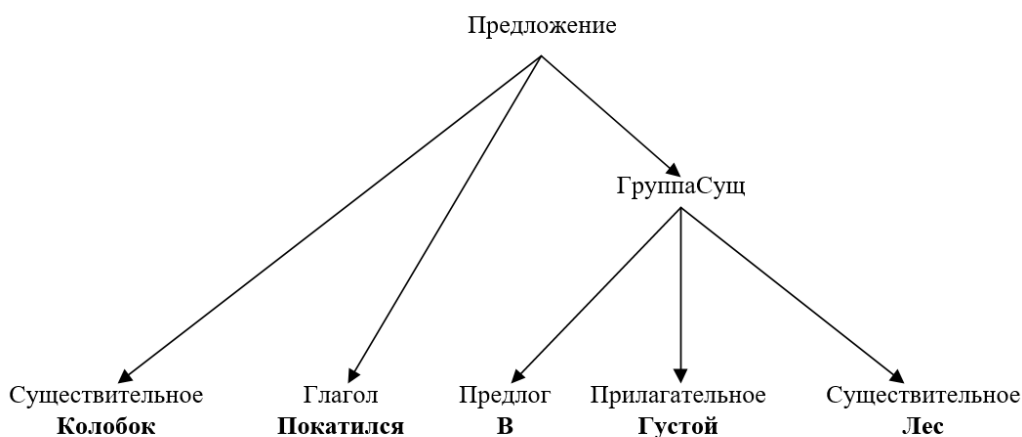 Предложение
ГруппаСущ
Существительное Глагол Предлог Прилагательное Существительное
Колобок Покатился В Густой Лес